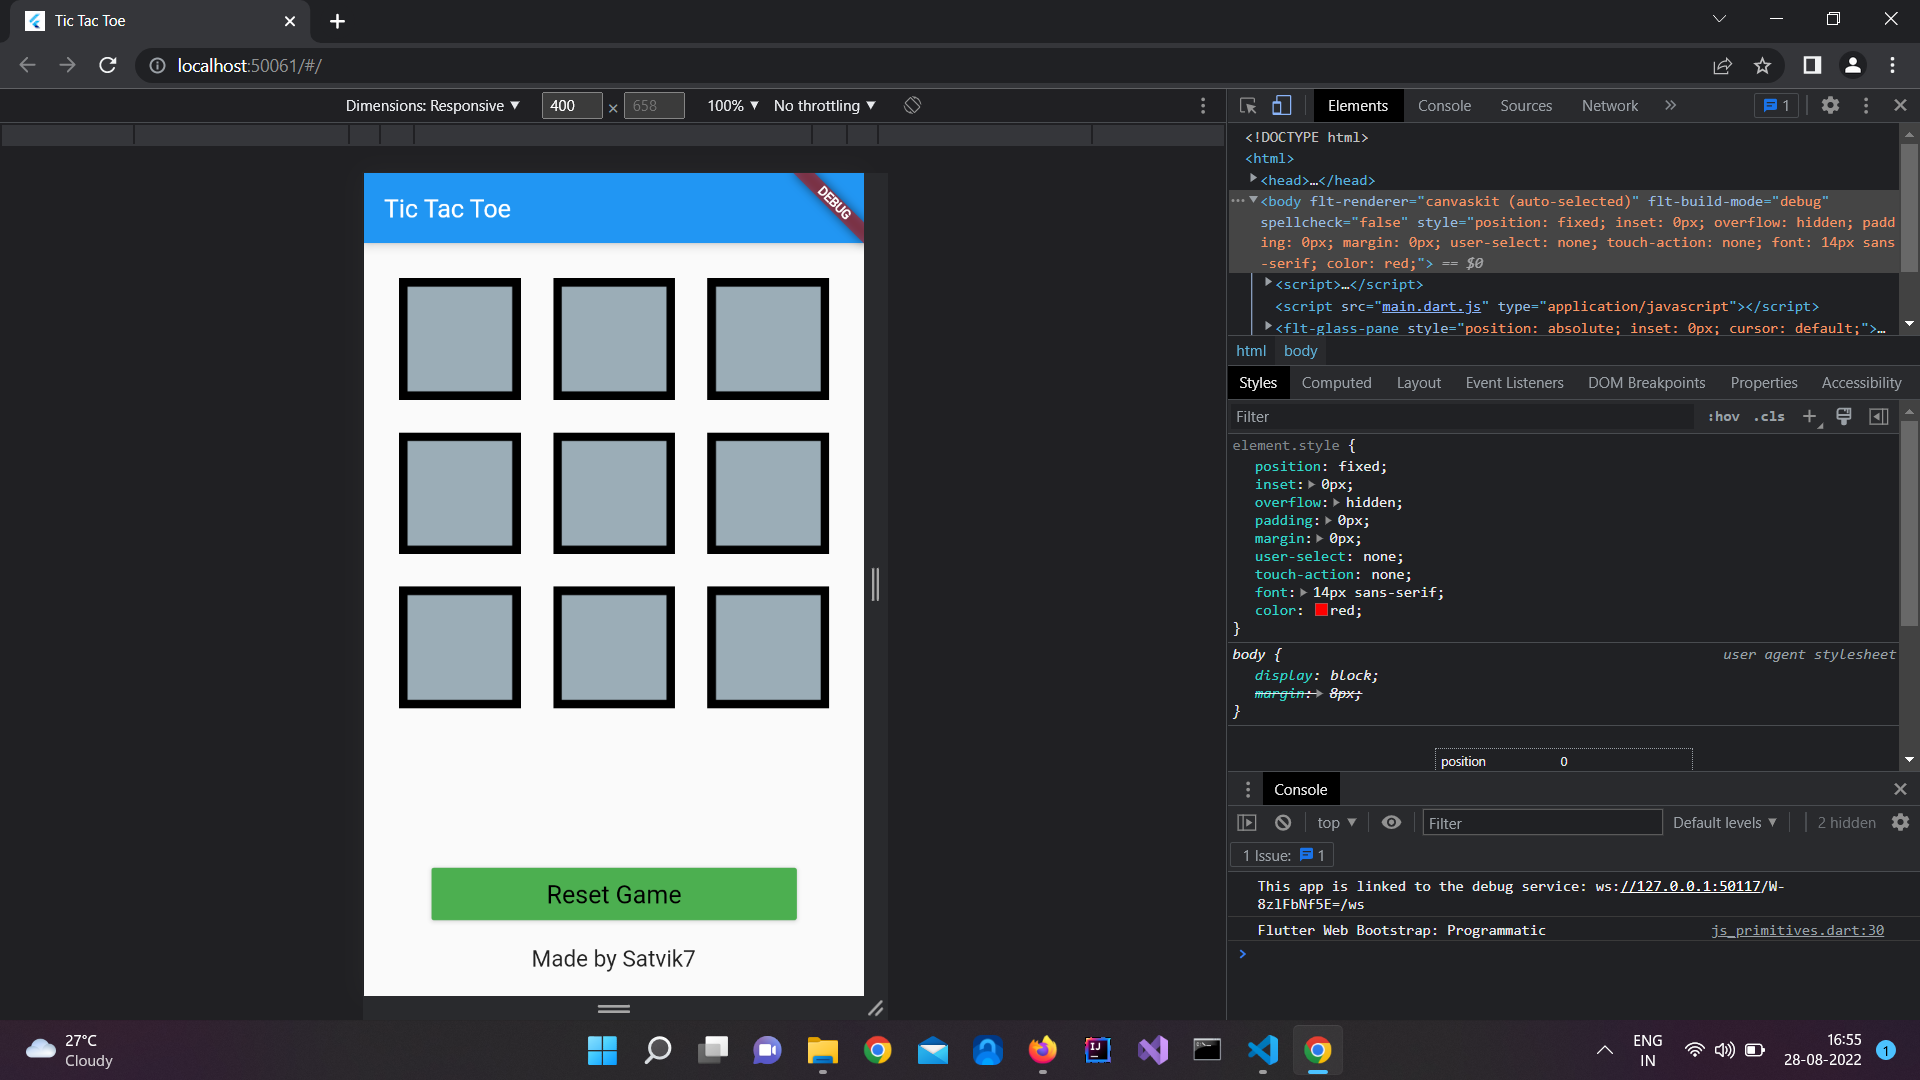 Tic Tac Toe
localhost:50061/#/
Dimensions: Responsive ▼ 400 × 658 100% ▼ No throttling ▼
Elements Console Sources Network » 1
Tic Tac Toe
DEBUG
Reset Game
Made by Satvik7
<!DOCTYPE html>
<html>
<head>…</head>
<body flt-renderer="canvaskit (auto-selected)" flt-build-mode="debug"
spellcheck="false" style="position: fixed; inset: 0px; overflow: hidden; padd
ing: 0px; margin: 0px; user-select: none; touch-action: none; font: 14px sans
-serif; color: red;"> == $0
<script>…</script>
<script src="main.dart.js" type="application/javascript"></script>
<flt-glass-pane style="position: absolute; inset: 0px; cursor: default;">…
html body
Styles Computed Layout Event Listeners DOM Breakpoints Properties Accessibility
Filter :hov .cls
element.style {
position: fixed;
inset: 0px;
overflow: hidden;
padding: 0px;
margin: 0px;
user-select: none;
touch-action: none;
font: 14px sans-serif;
color: red;
}
body { user agent stylesheet
display: block;
margin: 8px;
}
position 0
Console
top ▼ Filter Default levels ▼ 2 hidden
1 Issue: 1
This app is linked to the debug service: ws://127.0.0.1:50117/W-
8zlFbNf5E=/ws
Flutter Web Bootstrap: Programmatic js_primitives.dart:30
27°C
Cloudy
IJ
ENG
IN
16:55
28-08-2022
1